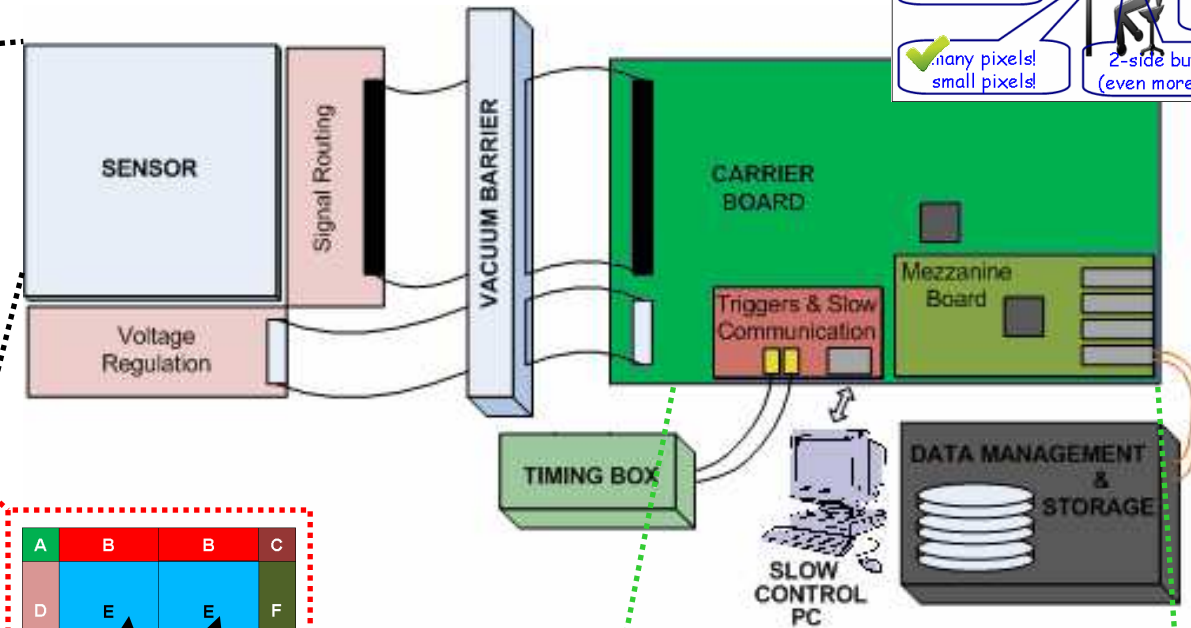 many pixels!
small pixels!
2-side bu
(even more
SENSOR
Signal Routing
VACUUM BARRIER
CARRIER
BOARD
Mezzanine
Board
Triggers & Slow
Communication
Voltage
Regulation
TIMING BOX
DATA MANAGEMENT
&
STORAGE
SLOW
CONTROL
PC
A B B C
D E E F